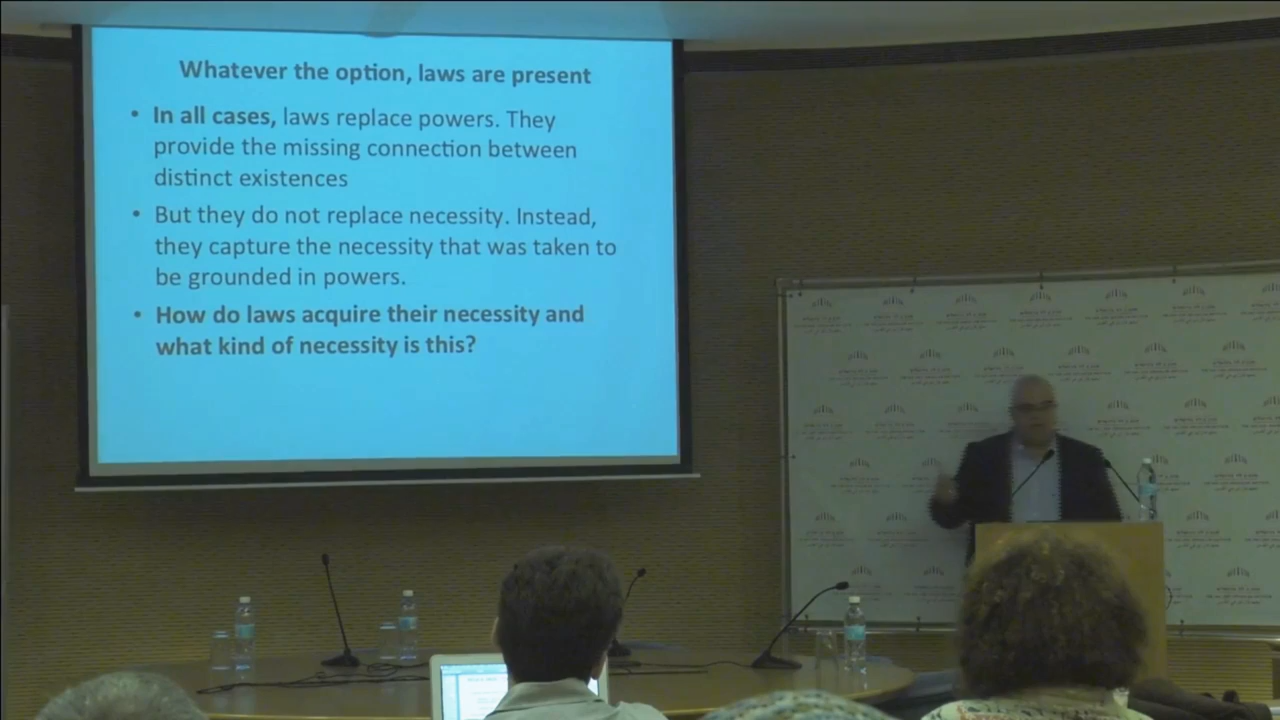 Whatever the option, laws are present
• In all cases, laws replace powers. They
provide the missing connection between
distinct existences
• But they do not replace necessity. Instead,
they capture the necessity that was taken to
be grounded in powers.
• How do laws acquire their necessity and
what kind of necessity is this?